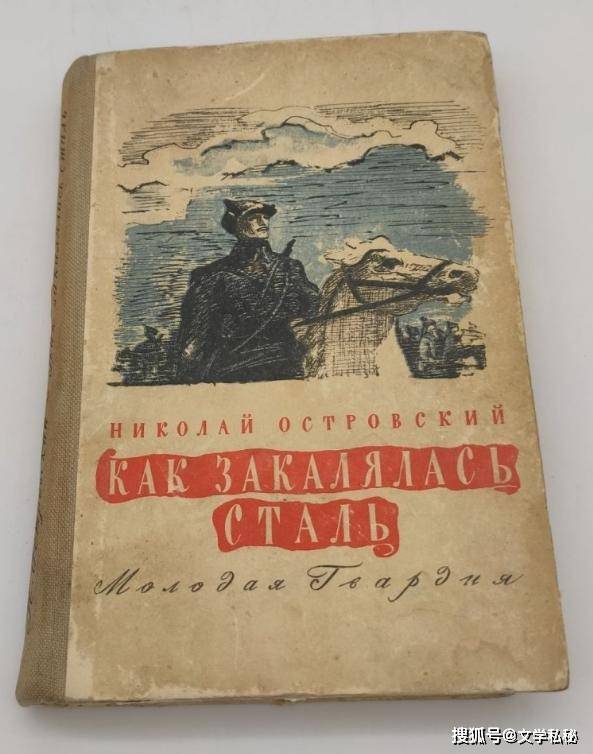 НИКОЛАЙ ОСТРОВСКИЙ
КАК ЗАКАЛЯЛАСЬ
СТАЛЬ
Молодая Гвардия
搜狐号@文学私秘